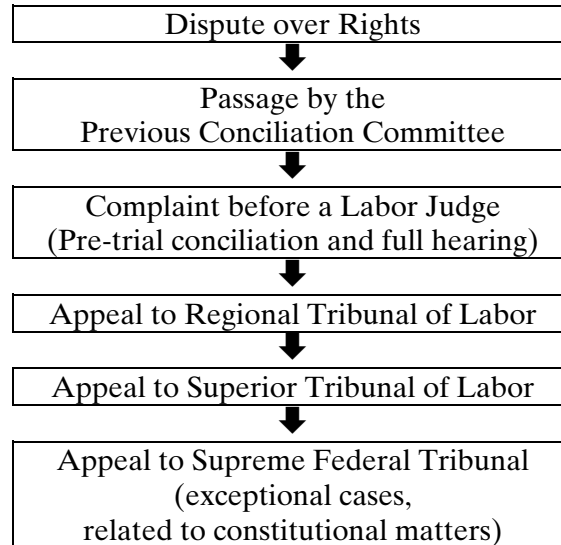 Dispute over Rights
Passage by the
Previous Conciliation Committee
Complaint before a Labor Judge
(Pre-trial conciliation and full hearing)
Appeal to Regional Tribunal of Labor
Appeal to Superior Tribunal of Labor
Appeal to Supreme Federal Tribunal
(exceptional cases,
related to constitutional matters)